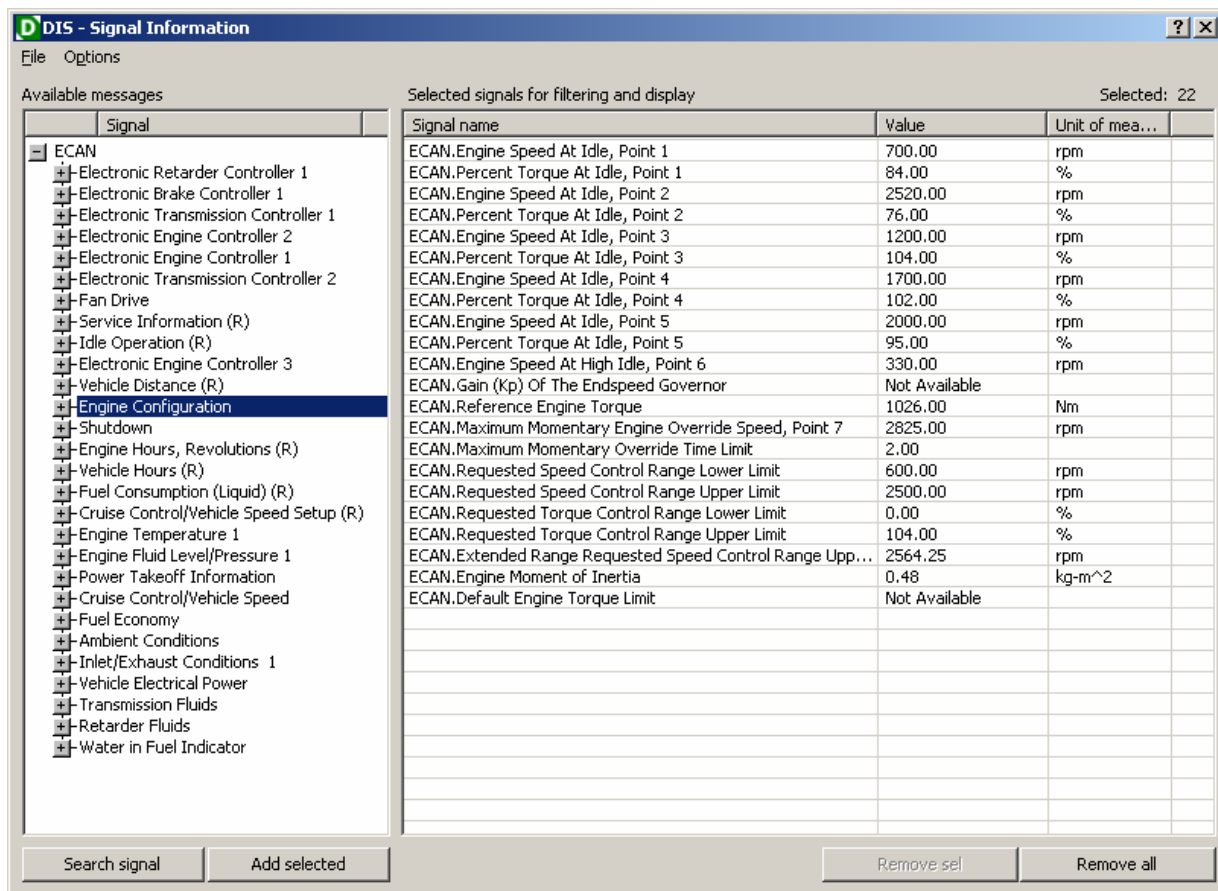 D DIS - Signal Information ? X
File Options
Available messages
Selected signals for filtering and display Selected: 22
Signal
ECAN
Electronic Retarder Controller 1
Electronic Brake Controller 1
Electronic Transmission Controller 1
Electronic Engine Controller 2
Electronic Engine Controller 1
Electronic Transmission Controller 2
Fan Drive
Service Information (R)
Idle Operation (R)
Electronic Engine Controller 3
Vehicle Distance (R)
Engine Configuration
Shutdown
Engine Hours, Revolutions (R)
Vehicle Hours (R)
Fuel Consumption (Liquid) (R)
Cruise Control/Vehicle Speed Setup (R)
Engine Temperature 1
Engine Fluid Level/Pressure 1
Power Takeoff Information
Cruise Control/Vehicle Speed
Fuel Economy
Ambient Conditions
Inlet/Exhaust Conditions 1
Vehicle Electrical Power
Transmission Fluids
Retarder Fluids
Water in Fuel Indicator
Signal name Value Unit of mea...
ECAN.Engine Speed At Idle, Point 1 700.00 rpm
ECAN.Percent Torque At Idle, Point 1 84.00 %
ECAN.Engine Speed At Idle, Point 2 2520.00 rpm
ECAN.Percent Torque At Idle, Point 2 76.00 %
ECAN.Engine Speed At Idle, Point 3 1200.00 rpm
ECAN.Percent Torque At Idle, Point 3 104.00 %
ECAN.Engine Speed At Idle, Point 4 1700.00 rpm
ECAN.Percent Torque At Idle, Point 4 102.00 %
ECAN.Engine Speed At Idle, Point 5 2000.00 rpm
ECAN.Percent Torque At Idle, Point 5 95.00 %
ECAN.Engine Speed At High Idle, Point 6 330.00 rpm
ECAN.Gain (Kp) Of The Endspeed Governor Not Available
ECAN.Reference Engine Torque 1026.00 Nm
ECAN.Maximum Momentary Engine Override Speed, Point 7 2825.00 rpm
ECAN.Maximum Momentary Override Time Limit 2.00
ECAN.Requested Speed Control Range Lower Limit 600.00 rpm
ECAN.Requested Speed Control Range Upper Limit 2500.00 rpm
ECAN.Requested Torque Control Range Lower Limit 0.00 %
ECAN.Requested Torque Control Range Upper Limit 104.00 %
ECAN.Extended Range Requested Speed Control Range Upp... 2564.25 rpm
ECAN.Engine Moment of Inertia 0.48 kg-m^2
ECAN.Default Engine Torque Limit Not Available
Search signal Add selected Remove sel Remove all